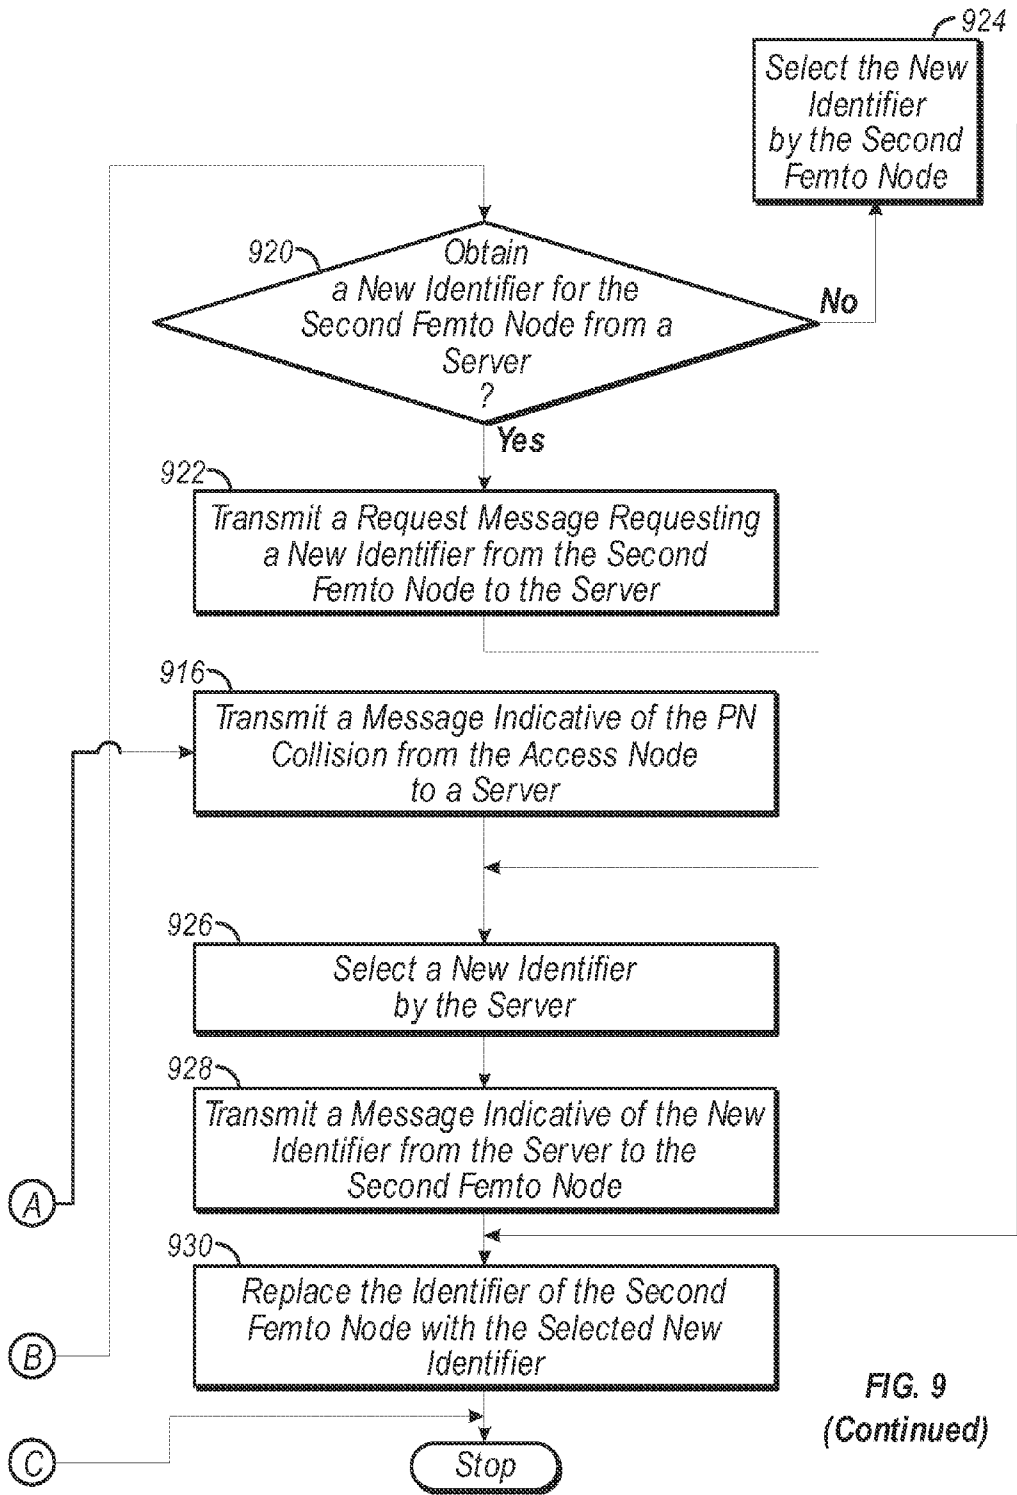 924
Select the New
Identifier
by the Second
Femto Node
920
Obtain
a New Identifier for the
Second Femto Node from a
Server
?
No
Yes
922
Transmit a Request Message Requesting
a New Identifier from the Second
Femto Node to the Server
916
Transmit a Message Indicative of the PN
Collision from the Access Node
to a Server
926
Select a New Identifier
by the Server
928
Transmit a Message Indicative of the New
Identifier from the Server to the
Second Femto Node
A
930
Replace the Identifier of the Second
Femto Node with the Selected New
Identifier
B
FIG. 9
(Continued)
C
Stop